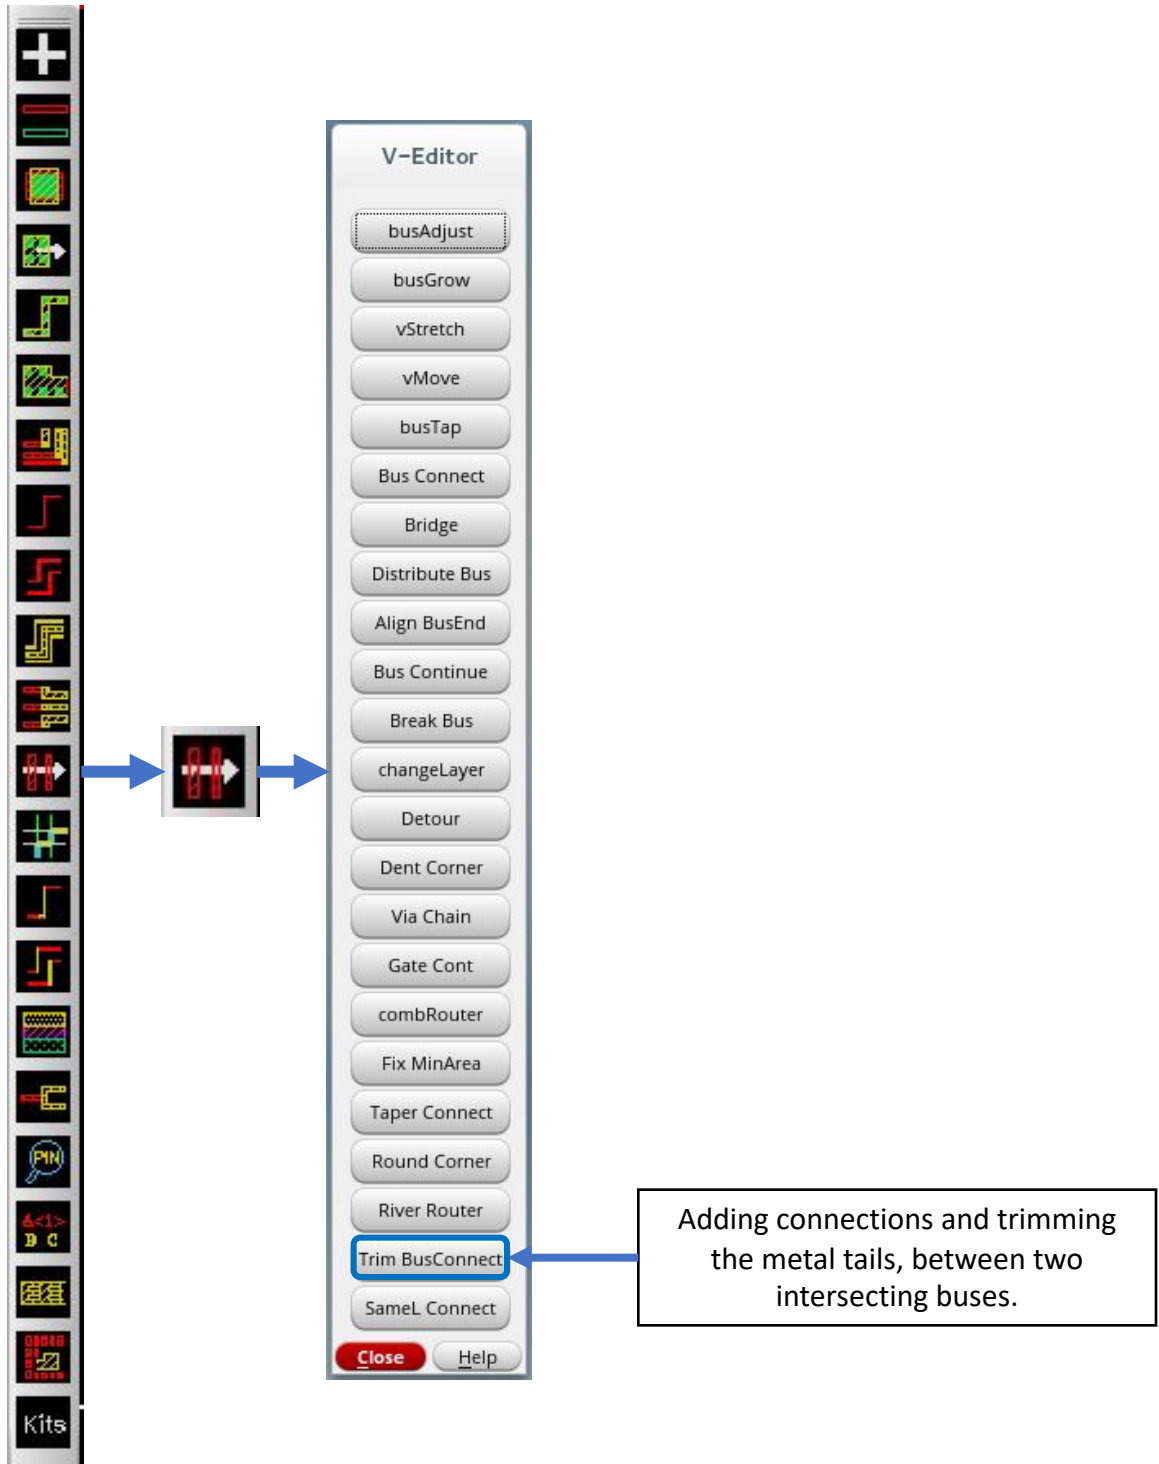 V-Editor
busAdjust
busGrow
vStretch
vMove
busTap
Bus Connect
Bridge
Distribute Bus
Align BusEnd
Bus Continue
Break Bus
changeLayer
Detour
Dent Corner
Via Chain
Gate Cont
combRouter
Fix MinArea
Taper Connect
Round Corner
River Router
Trim BusConnect
SameL Connect
Close Help
Adding connections and trimming
the metal tails, between two
intersecting buses.
PIN
B C
Kits